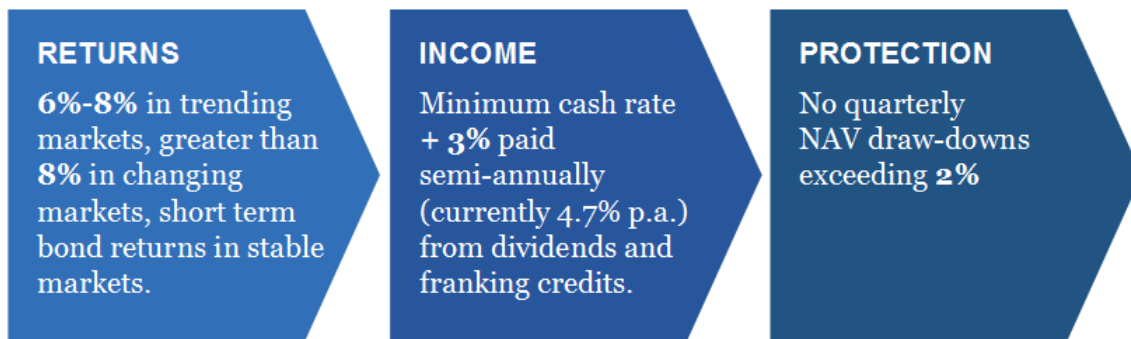 RETURNS
6%-8% in trending
markets, greater than
8% in changing
markets, short term
bond returns in stable
markets.
INCOME
Minimum cash rate
+ 3% paid
semi-annually
(currently 4.7% p.a.)
from dividends and
franking credits.
PROTECTION
No quarterly
NAV draw-downs
exceeding 2%